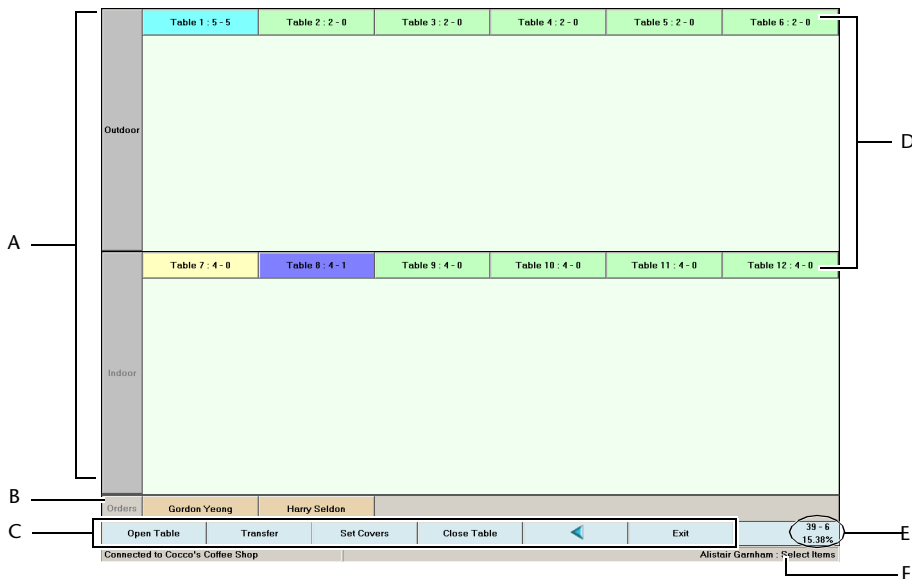 Table 1 : 5 - 5 Table 2 : 2 - 0 Table 3 : 2 - 0 Table 4 : 2 - 0 Table 5 : 2 - 0 Table 6 : 2 - 0
Outdoor
D
A
Table 7 : 4 - 0 Table 8 : 4 - 1 Table 9 : 4 - 0 Table 10 : 4 - 0 Table 11 : 4 - 0 Table 12 : 4 - 0
Indoor
B
Orders Gordon Yeong Harry Seldon
C
Open Table Transfer Set Covers Close Table Exit
39 - 6
15.38%
E
Connected to Cocco's Coffee Shop Alistair Garnham : Select Items
F